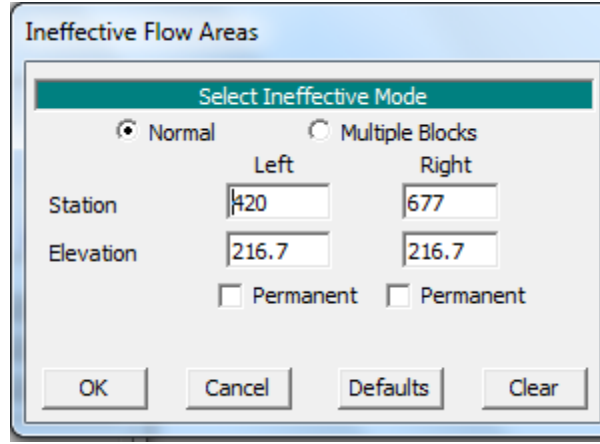 Ineffective Flow Areas
Select Ineffective Mode
Normal Multiple Blocks
Left Right
Station 420 677
Elevation 216.7 216.7
Permanent Permanent
OK Cancel Defaults Clear